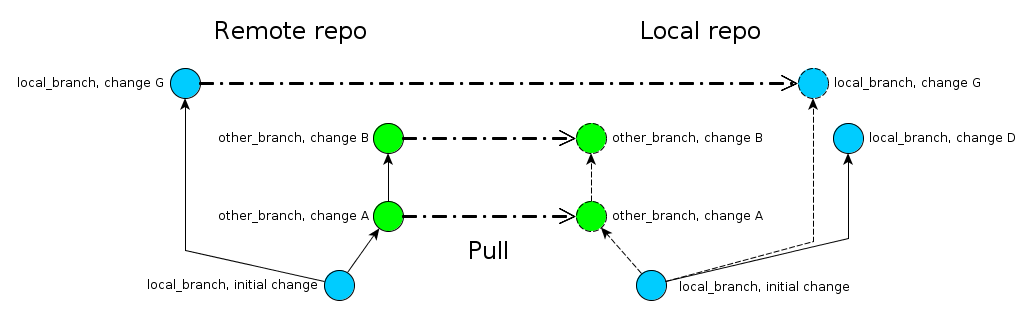 Remote repo
Local repo
local_branch, change G
local_branch, change G
other_branch, change B
other_branch, change B
local_branch, change D
other_branch, change A
other_branch, change A
Pull
local_branch, initial change
local_branch, initial change